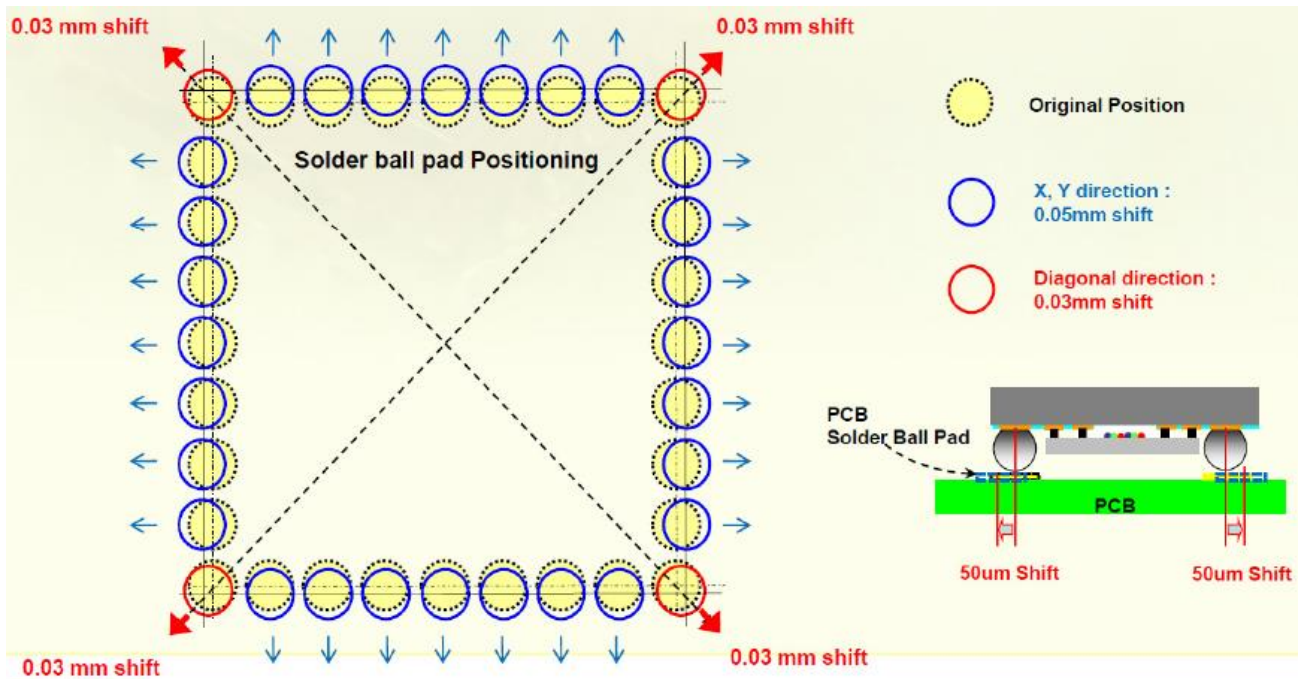 0.03 mm shift
0.03 mm shift
Original Position
Solder ball pad Positioning
X, Y direction :
0.05mm shift
Diagonal direction :
0.03mm shift
PCB
Solder Ball Pad
PCB
50um Shift
50um Shift
0.03 mm shift
0.03 mm shift